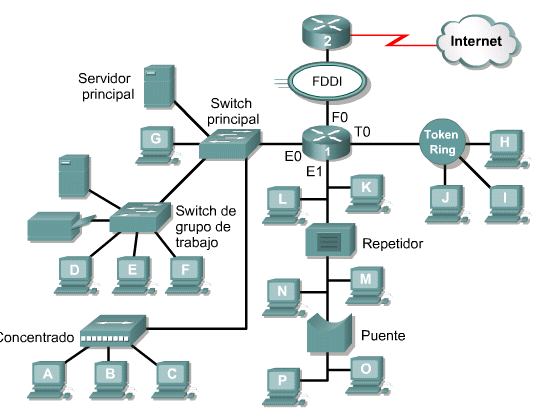 2
Internet
FDDI
Servidor
principal
Switch
principal
F0
T0
G
E0
1
E1
Token
Ring
H
L
K
J
I
Switch de
grupo de
trabajo
Repetidor
D
E
F
N
M
Concentrado
Puente
A
B
C
P
O